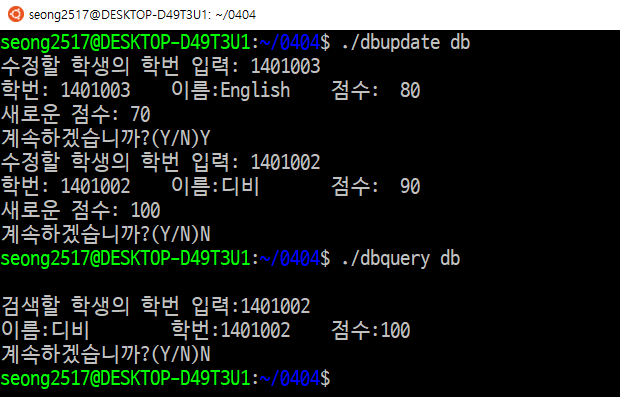 seong2517@DESKTOP-D49T3U1: ~/0404
seong2517@DESKTOP-D49T3U1:~/0404$ ./dbupdate db
수정할 학생의 학번 입력: 1401003
학번: 1401003    이름:English    점수:  80
새로운 점수: 70
계속하겠습니까?(Y/N)Y
수정할 학생의 학번 입력: 1401002
학번: 1401002    이름:디비       점수:  90
새로운 점수: 100
계속하겠습니까?(Y/N)N
seong2517@DESKTOP-D49T3U1:~/0404$ ./dbquery db
검색할 학생의 학번 입력:1401002
이름:디비        학번:1401002    점수:100
계속하겠습니까?(Y/N)N
seong2517@DESKTOP-D49T3U1:~/0404$